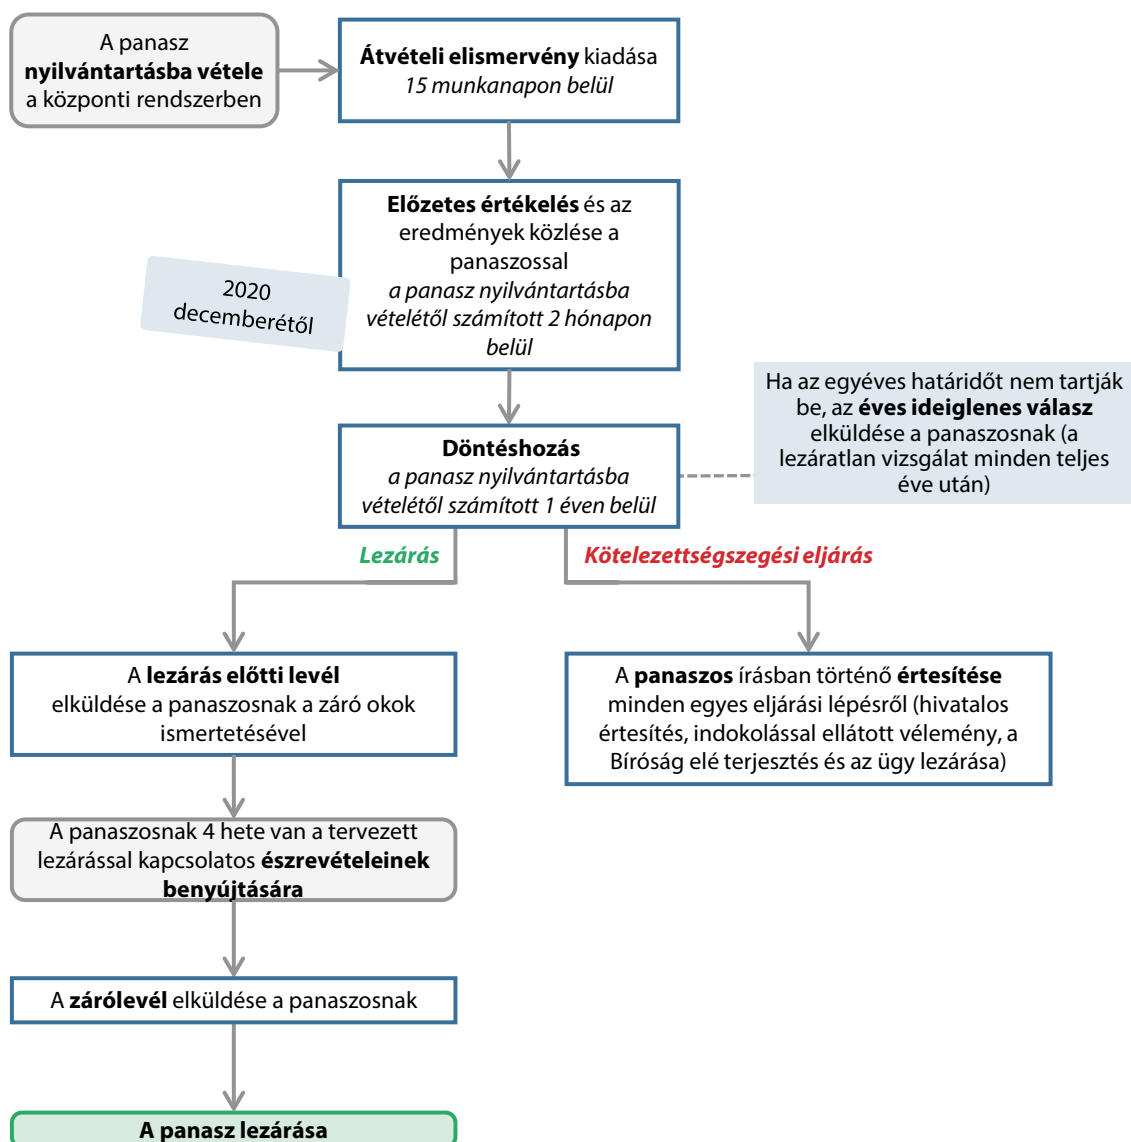 A panasz
nyilvántartásba vétele
a központi rendszerben
Átvételi elismervény kiadása
15 munkanapon belül
Előzetes értékelés és az
eredmények közlése a
panaszossal
a panasz nyilvántartásba
vételétől számított 2 hónapon
belül
2020
decemberétől
Döntéshozás
a panasz nyilvántartásba
vételétől számított 1 éven belül
Ha az egyéves határidőt nem tartják
be, az éves ideiglenes válasz
elküldése a panaszosnak (a
lezáratlan vizsgálat minden teljes
éve után)
Lezárás
Kötelezettségszegési eljárás
A lezárás előtti levél
elküldése a panaszosnak a záró okok
ismertetésével
A panaszos írásban történő értesítése
minden egyes eljárási lépésről (hivatalos
értesítés, indokolással ellátott vélemény, a
Bíróság elé terjesztés és az ügy lezárása)
A panaszosnak 4 hete van a tervezett
lezárással kapcsolatos észrevételeinek
benyújtására
A zárólevél elküldése a panaszosnak
A panasz lezárása